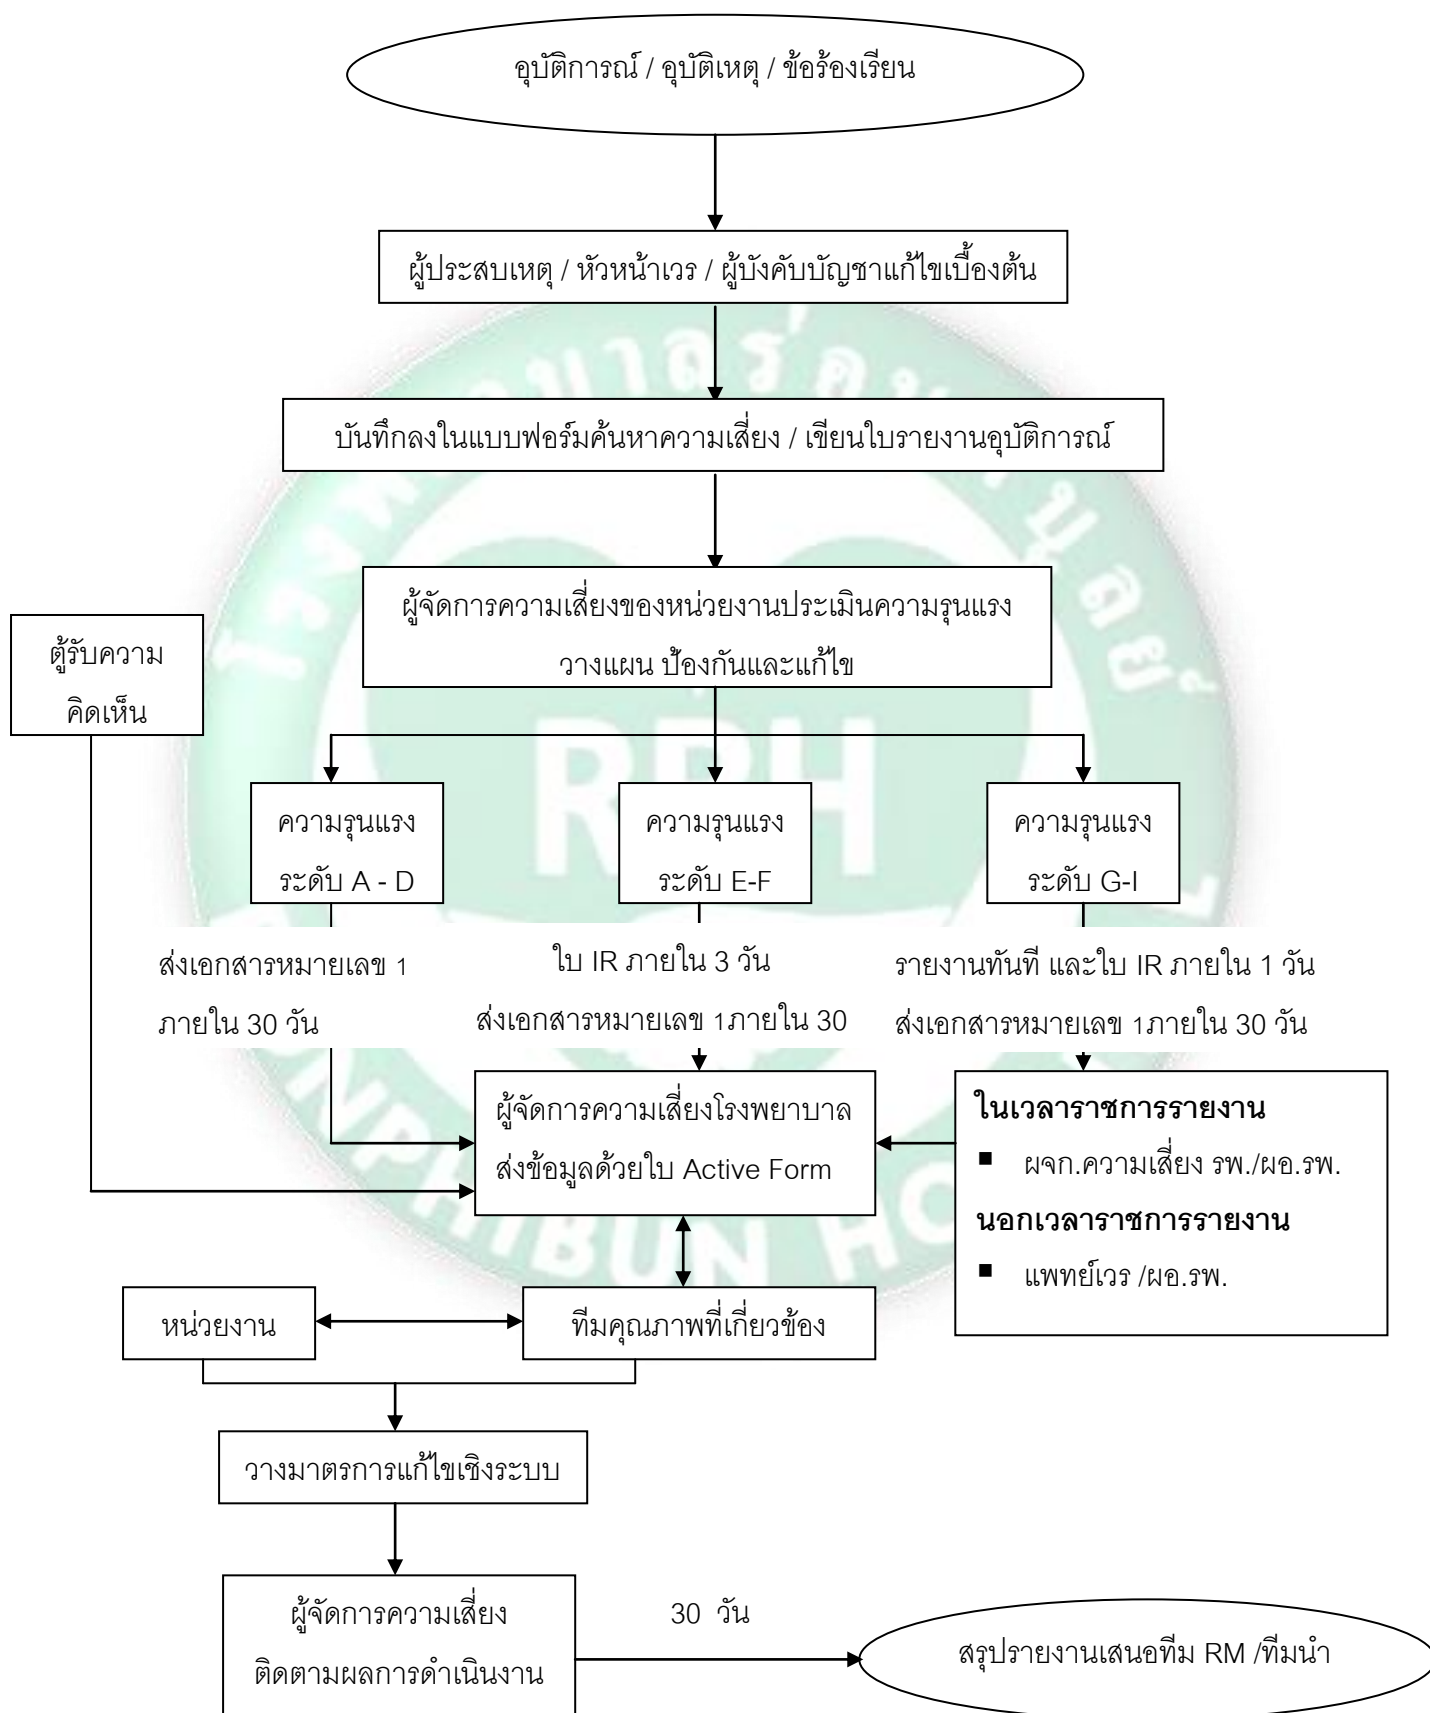 อุบัติการณ์ / อุบัติเหตุ / ข้อร้องเรียน
ผู้ประสบเหตุ / หัวหน้าเวร / ผู้บังคับบัญชาแก้ไขเบื้องต้น
บันทึกลงในแบบฟอร์มค้นหาความเสี่ยง / เขียนใบรายงานอุบัติการณ์
ผู้จัดการความเสี่ยงของหน่วยงานประเมินความรุนแรง
วางแผน ป้องกันและแก้ไข
ตู้รับความ
คิดเห็น
ความรุนแรง
ระดับ A - D
ความรุนแรง
ระดับ E-F
ความรุนแรง
ระดับ G-I
ส่งเอกสารหมายเลข 1
ภายใน 30 วัน
ใบ IR ภายใน 3 วัน
ส่งเอกสารหมายเลข 1ภายใน 30
รายงานทันที และใบ IR ภายใน 1 วัน
ส่งเอกสารหมายเลข 1ภายใน 30 วัน
ผู้จัดการความเสี่ยงโรงพยาบาล
ส่งข้อมูลด้วยใบ Active Form
ในเวลาราชการรายงาน
▪ ผจก.ความเสี่ยง รพ./ผอ.รพ.
นอกเวลาราชการรายงาน
▪ แพทย์เวร /ผอ.รพ.
หน่วยงาน
ทีมคุณภาพที่เกี่ยวข้อง
วางมาตรการแก้ไขเชิงระบบ
ผู้จัดการความเสี่ยง
ติดตามผลการดำเนินงาน
30 วัน
สรุปรายงานเสนอทีม RM /ทีมนำ
RPH